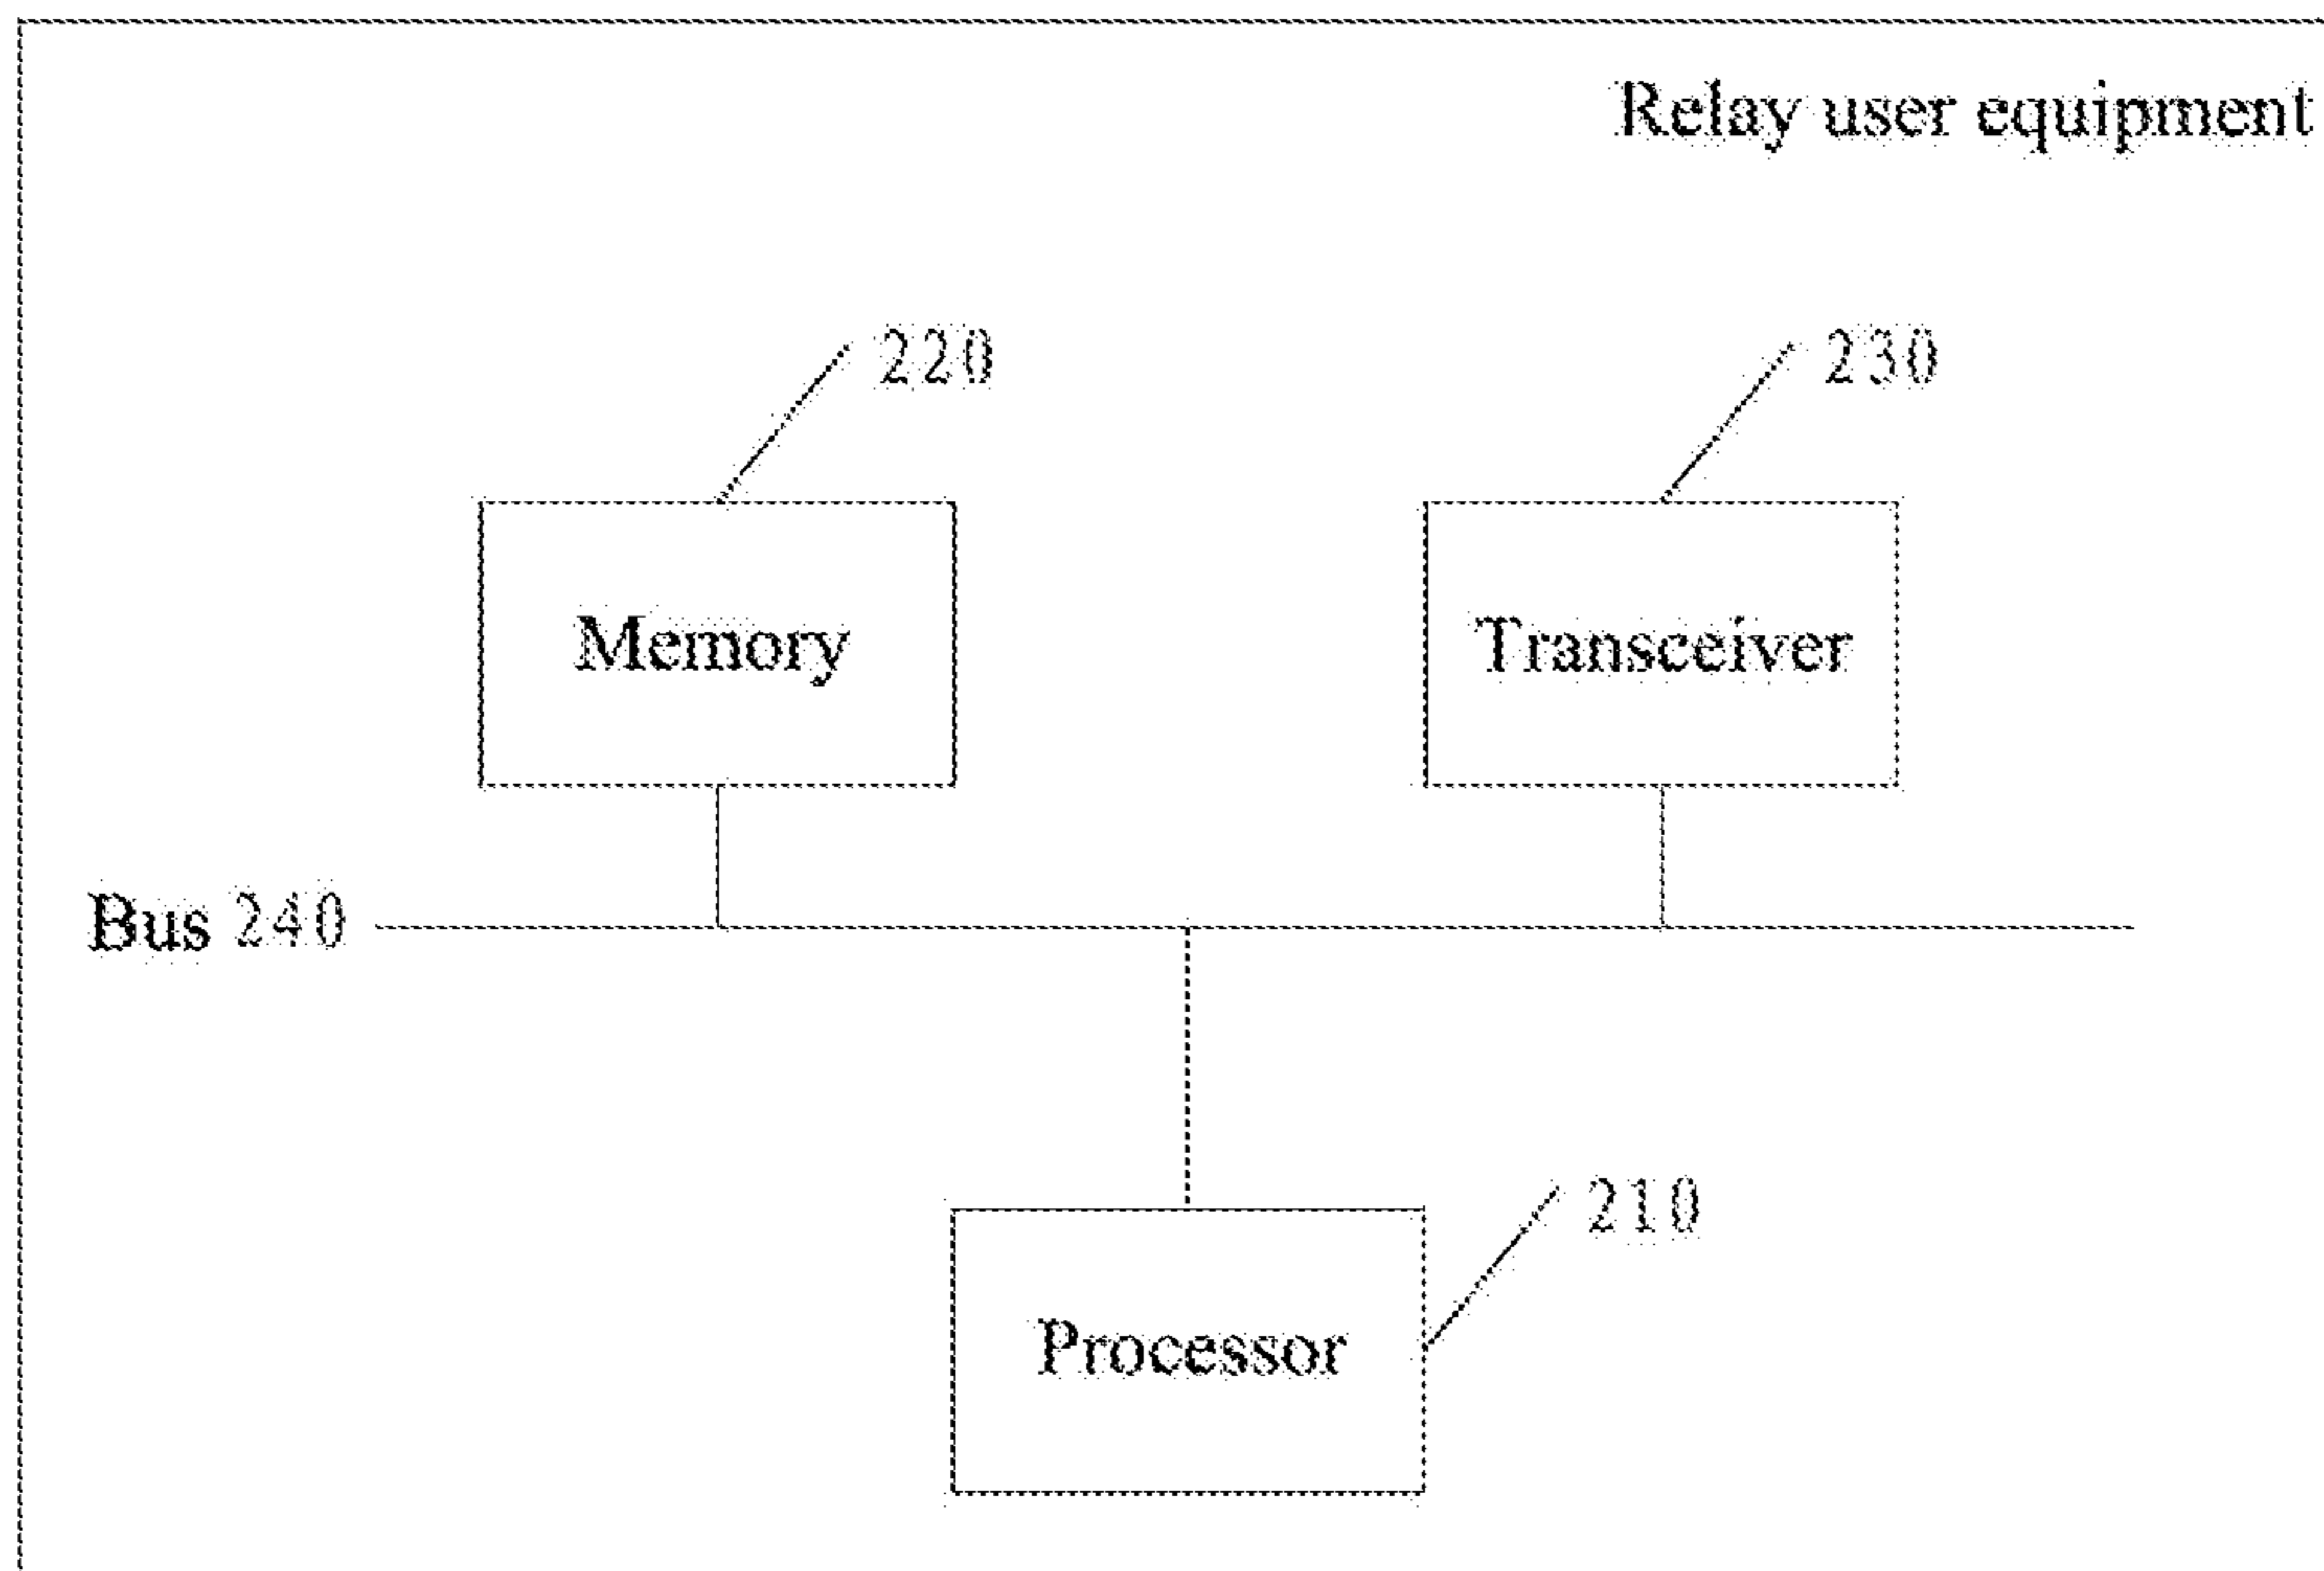 Relay user equipment
220
230
Memory
Transceiver
Bus 240
210
Processor